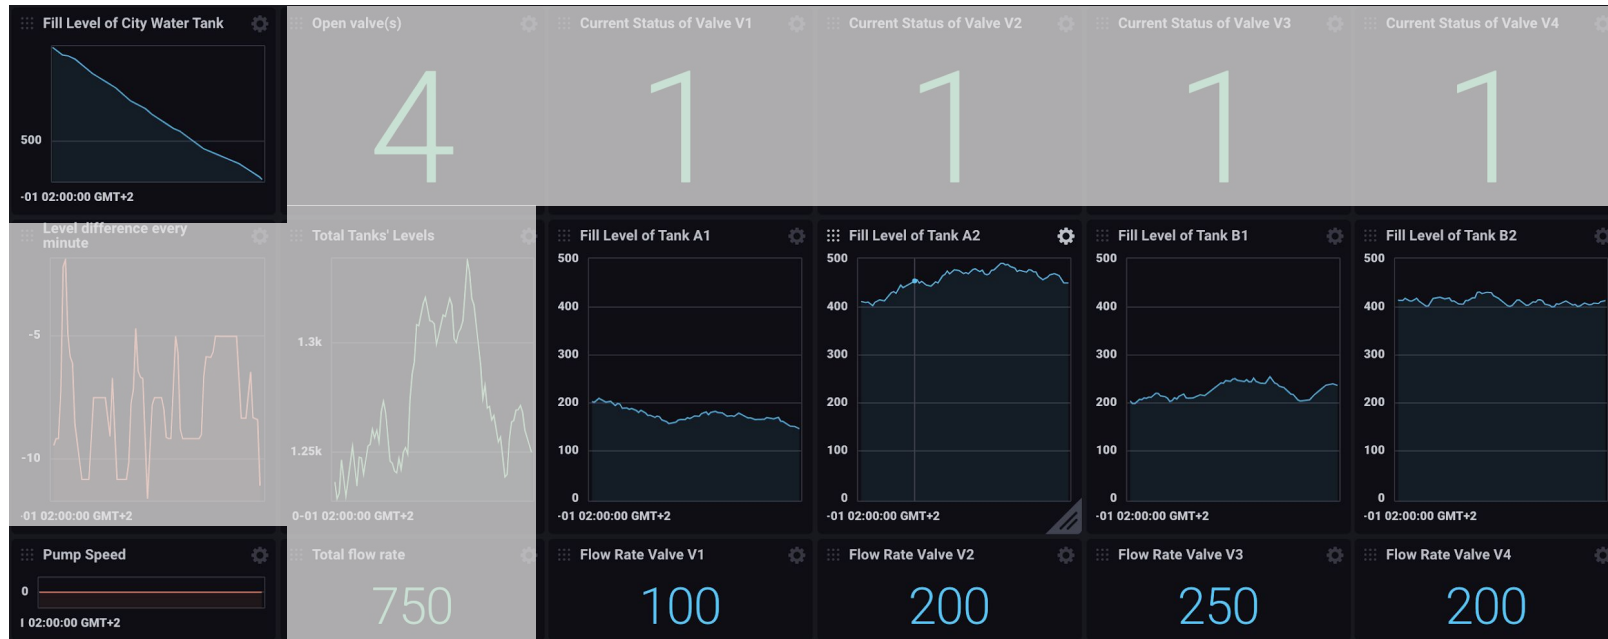 Fill Level of City Water Tank
500
-01 02:00:00 GMT+2
Open valve(s)
4
Current Status of Valve V1
1
Current Status of Valve V2
1
Current Status of Valve V3
1
Current Status of Valve V4
1
Level difference every
minute
-5
-10
-01 02:00:00 GMT+2
Total Tanks' Levels
1.3k
1.25k
0-01 02:00:00 GMT+2
Fill Level of Tank A1
500
400
300
200
100
0
-01 02:00:00 GMT+2
Fill Level of Tank A2
500
400
300
200
100
0
-01 02:00:00 GMT+2
Fill Level of Tank B1
500
400
300
200
100
0
-01 02:00:00 GMT+2
Fill Level of Tank B2
500
400
300
200
100
0
-01 02:00:00 GMT+2
Pump Speed
0
02:00:00 GMT+2
Total flow rate
750
Flow Rate Valve V1
100
Flow Rate Valve V2
200
Flow Rate Valve V3
250
Flow Rate Valve V4
200